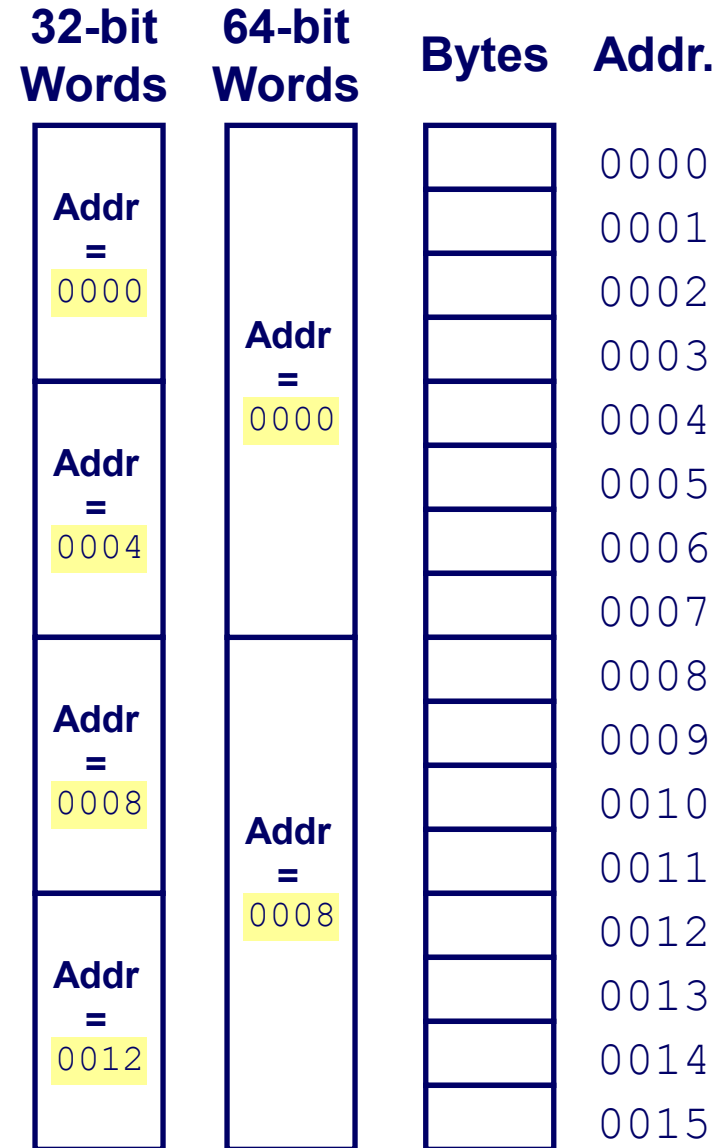 32-bit Words
64-bit Words
Bytes
Addr.
Addr
=
0000
Addr
=
0004
Addr
=
0008
Addr
=
0012
Addr
=
0000
Addr
=
0008
0000
0001
0002
0003
0004
0005
0006
0007
0008
0009
0010
0011
0012
0013
0014
0015